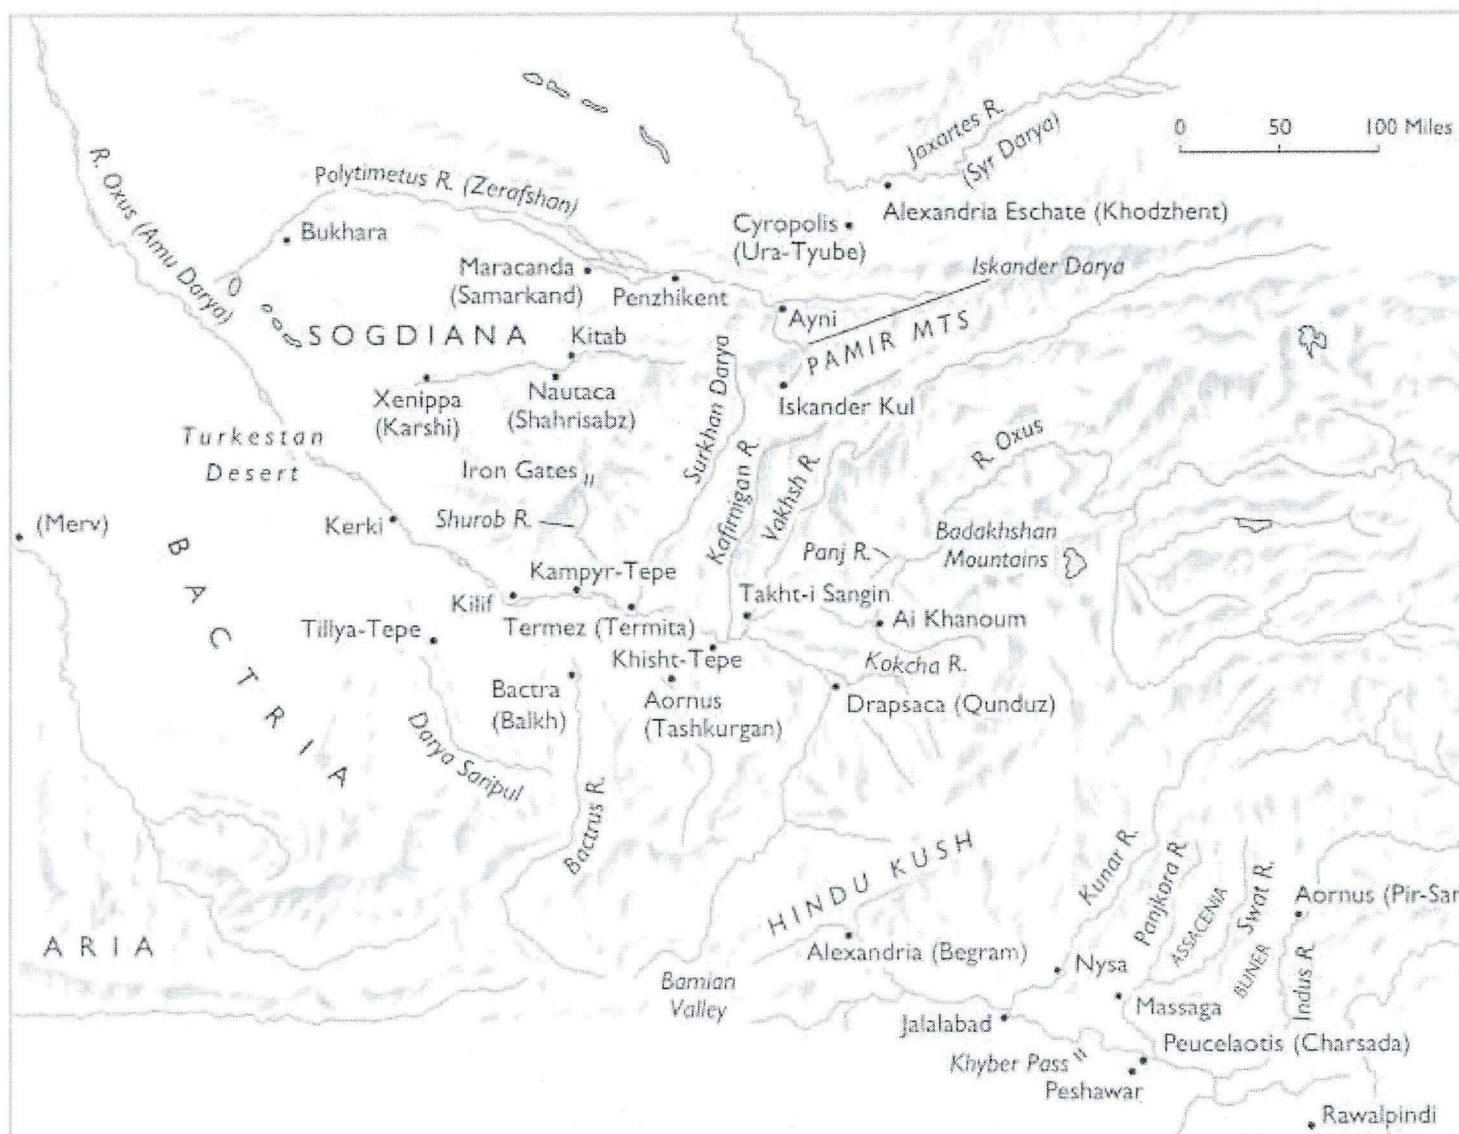 Jaxartes R.
(Syr Darya)
0 50 100 Miles
R. Oxus (Amu Darya)
Polytimetus R. (Zerafshan)
Bukhara
Cyropolis
(Ura-Tyube)
Alexandria Eschate (Khodzhent)
Maracanda
(Samarkand)
Penzhikent
Iskander Darya
Ayni
SOGDIANA
Kitab
PAMIR MTS
Xenippa
(Karshi)
Nautaca
(Shahrisabz)
Surkhan Darya
Iskander Kul
Turkestan
Desert
Iron Gates
Kafirnigan R.
Vakhsh R.
R. Oxus
(Merv)
Kerki
Shurob R.
Panj R.
Badakhshan
Mountains
BACTRIA
Kampyr-Tepe
Kilif
Takht-i Sangin
Tillya-Tepe
Termez (Termita)
Ai Khanoum
Khisht-Tepe
Kokcha R.
Bactra
(Balkh)
Aornus
(Tashkurgan)
Drapsaca (Qunduz)
Darya Saripul
Bactrus R.
HINDU KUSH
Kunar R.
Panjkora R.
ASSACENIA
Swat R.
BUNER
Aornus (Pir-Sar
Indus R.
ARIA
Alexandria (Begram)
Nysa
Bamian
Valley
Massaga
Jalalabad
Peucelaotis (Charsada)
Khyber Pass
Peshawar
Rawalpindi